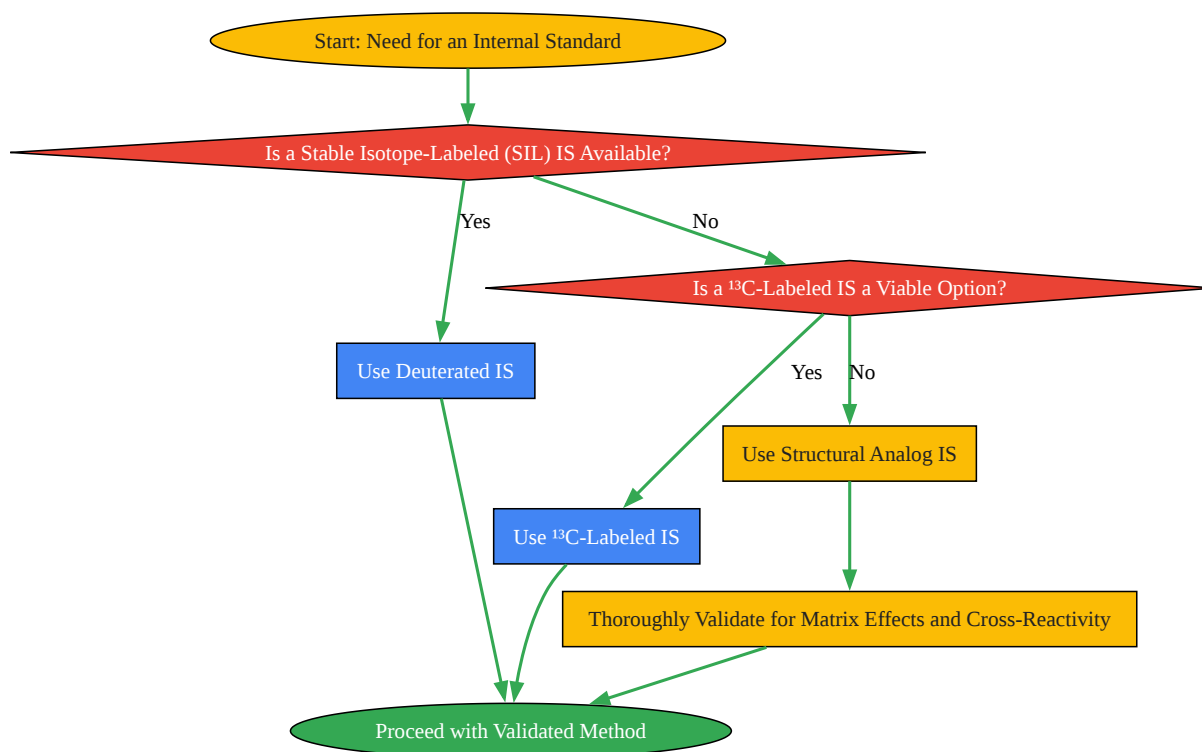 Start: Need for an Internal Standard
Is a Stable Isotope-Labeled (SIL) IS Available?
Yes
No
Is a ¹³C-Labeled IS a Viable Option?
Use Deuterated IS
Yes
No
Use Structural Analog IS
Use ¹³C-Labeled IS
Thoroughly Validate for Matrix Effects and Cross-Reactivity
Proceed with Validated Method